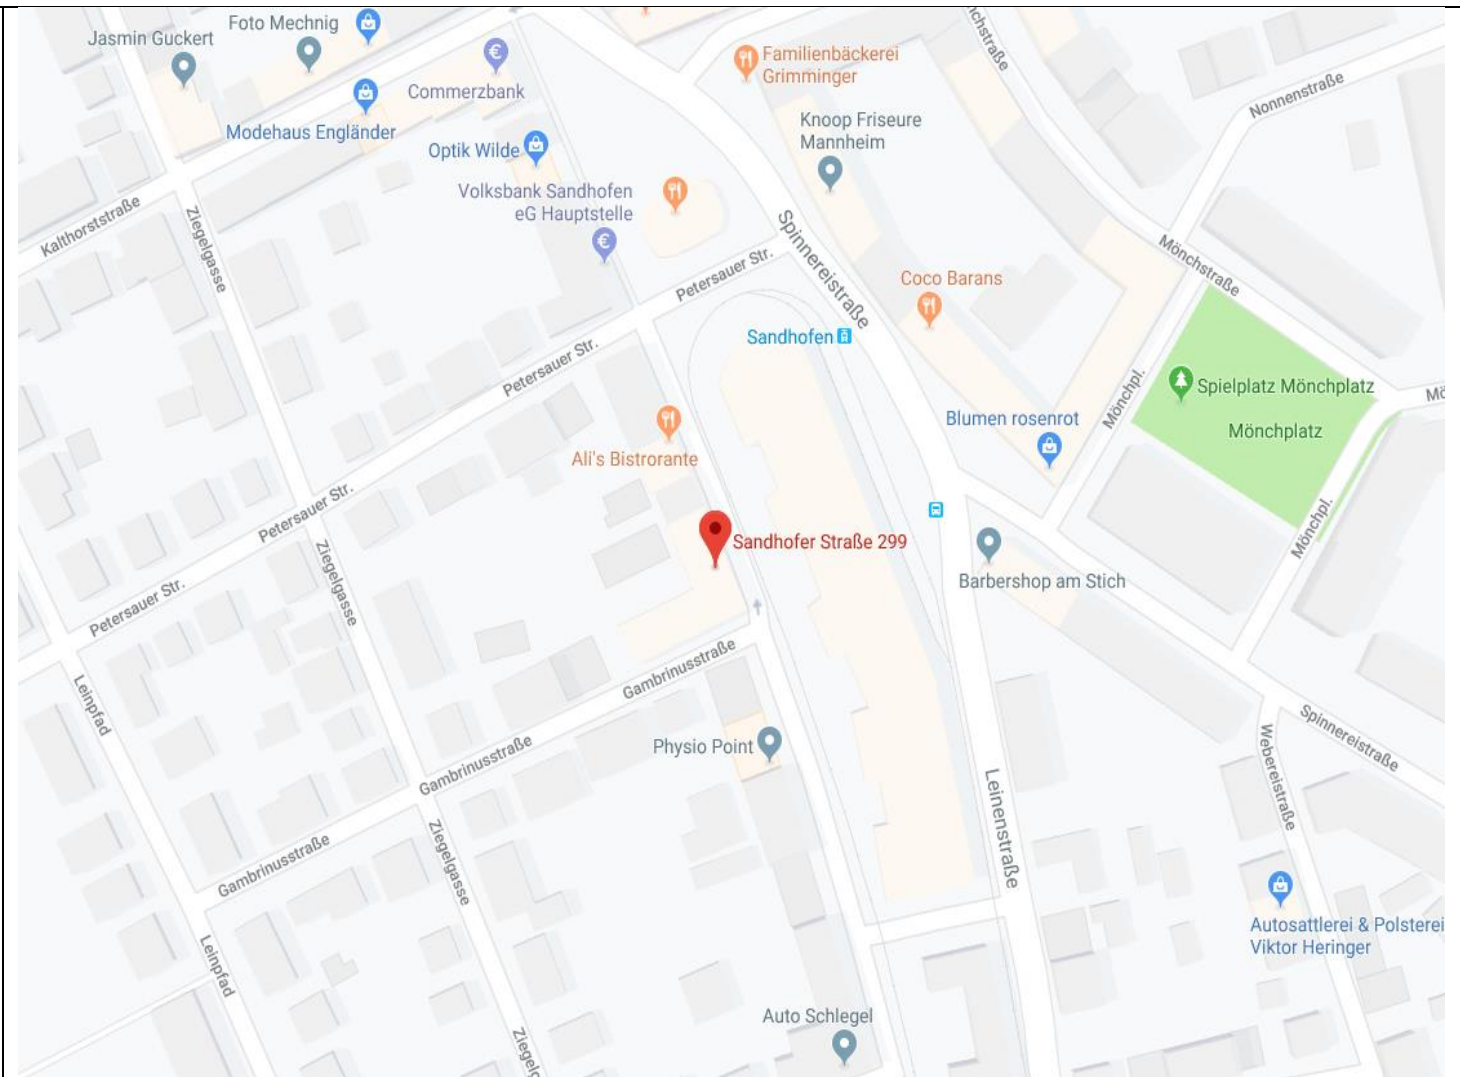 Foto Mechnig
Jasmin Guckert
Commerzbank
Modehaus Engländer
Optik Wilde
Volksbank Sandhofen
eG Hauptstelle
Familienbäckerei
Grimminger
Knoop Friseure
Mannheim
chstraße
Nonnenstraße
Kalthorststraße
Ziegelgasse
Spinnereistraße
Petersauer Str.
Mönchstraße
Coco Barans
Sandhofen
Petersauer Str.
Mönchpl.
Spielplatz Mönchplatz
Mö
Mönchplatz
Blumen rosenrot
Ali's Bistrorante
Petersauer Str.
Mönchpl.
Sandhofer Straße 299
Ziegelgasse
Barbershop am Stich
Petersauer Str.
Gambrinusstraße
Leinpfad
Physio Point
Gambrinusstraße
Spinnereistraße
Webereistraße
Leinenstraße
Gambrinusstraße
Ziegelgasse
Autosattlerei & Polsterei
Viktor Heringer
Leinpfad
Auto Schlegel
Ziegelg